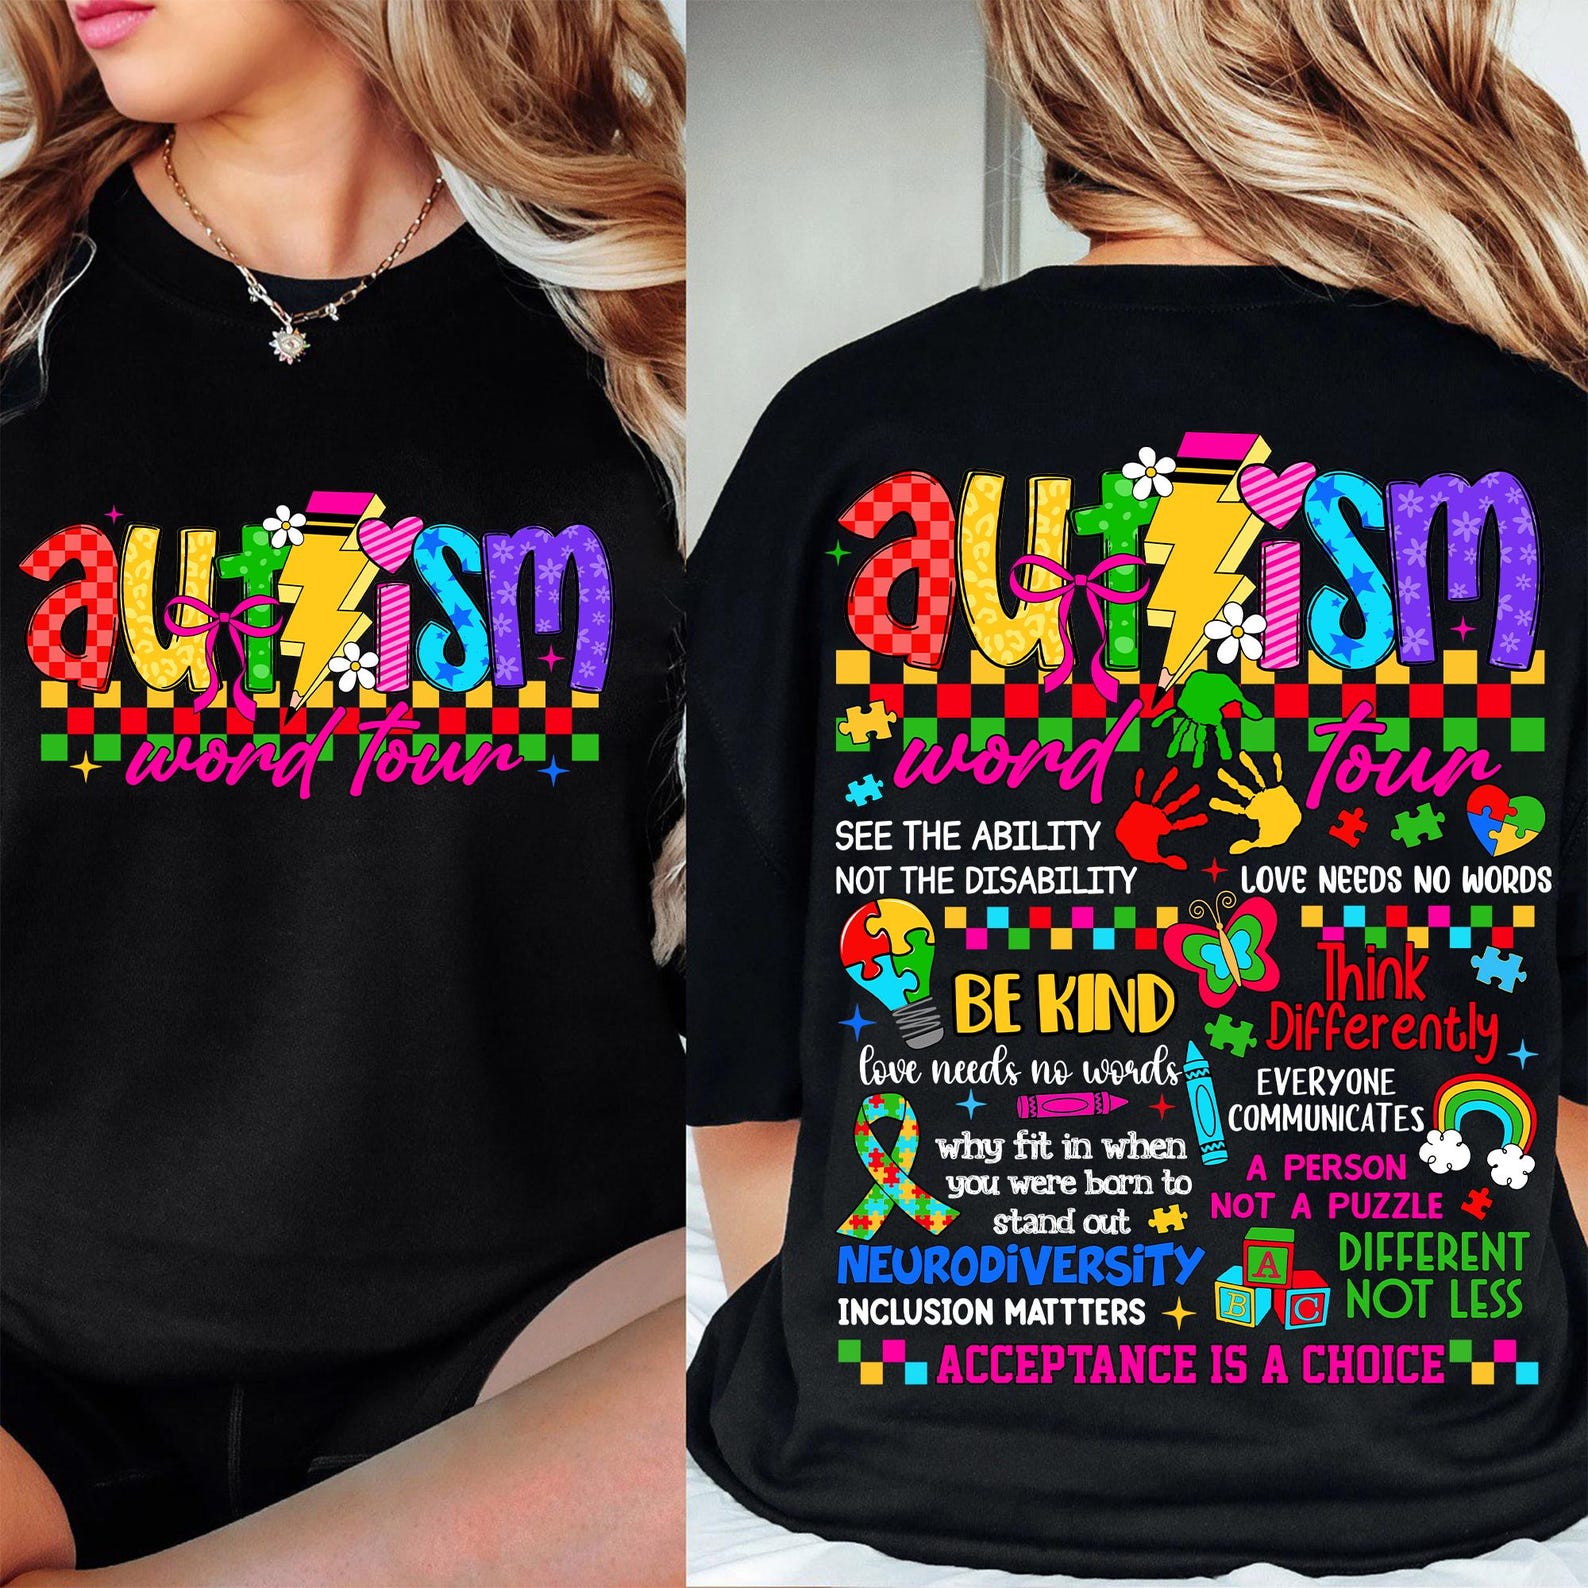 autism
word tour
autism
word tour
SEE THE ABILITY
NOT THE DISABILITY
LOVE NEEDS NO WORDS
BE KIND
Think
Differently
love needs no words
EVERYONE
COMMUNICATES
why fit in when
you were born to
stand out
A PERSON
NOT A PUZZLE
NEURODiVERSiTY
DIFFERENT
NOT LESS
A
B C
INCLUSION MATTTERS
ACCEPTANCE IS A CHOICE